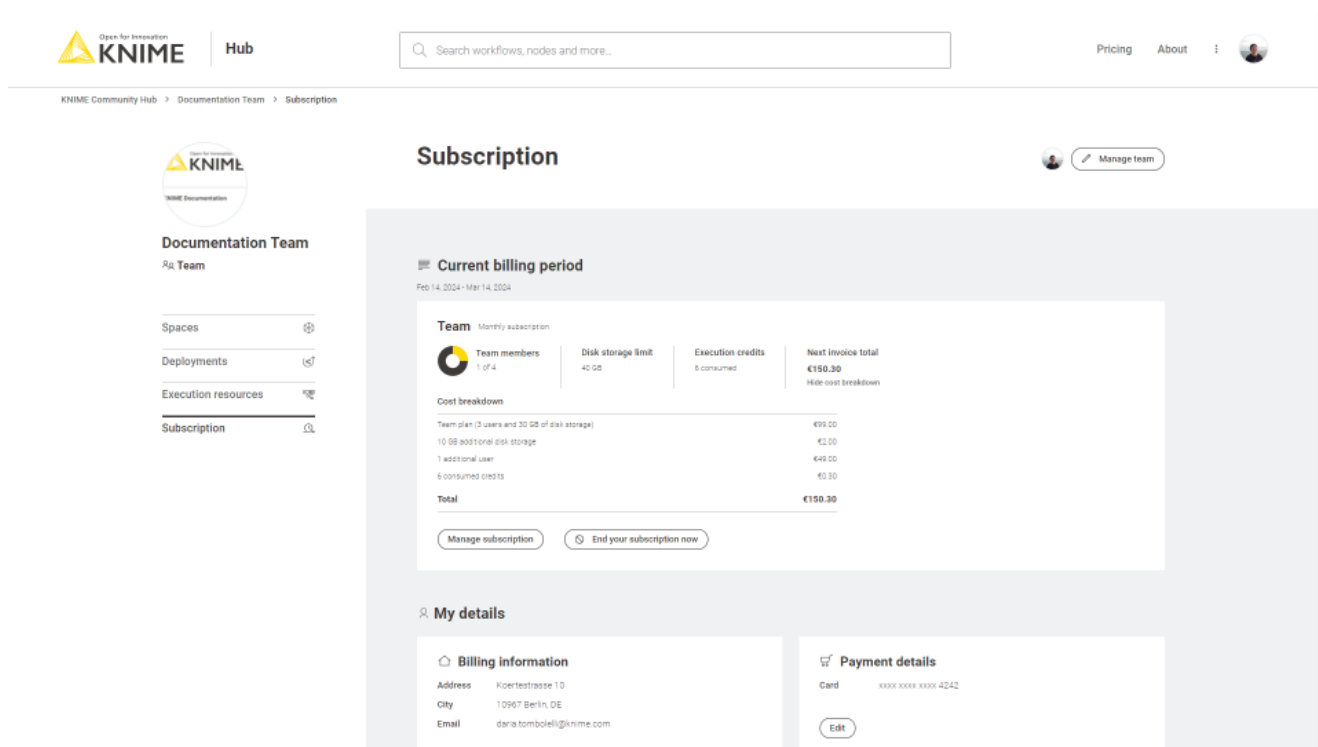 Open for Innovation
KNIME
Hub
Search workflows, nodes and more...
Pricing
About
KNIME Community Hub > Documentation Team > Subscription
Open for Innovation
KNIME
KNIME Documentation
Documentation Team
Team
Spaces
Deployments
Execution resources
Subscription
Subscription
Manage team
Current billing period
Feb 14, 2024 - Mar 14, 2024
Team Monthly subscription
Team members
1 of 4
Disk storage limit
40 GB
Execution credits
6 consumed
Next invoice total
€150.30
Hide cost breakdown
Cost breakdown
Team plan (3 users and 30 GB of disk storage) €99.00
10 GB additional disk storage €2.00
1 additional user €49.00
6 consumed credits €0.30
Total €150.30
Manage subscription
End your subscription now
My details
Billing information
Address Koertestrasse 10
City 10967 Berlin, DE
Email daria.tombolelli@knime.com
Payment details
Card xxxx xxxx xxxx 4242
Edit